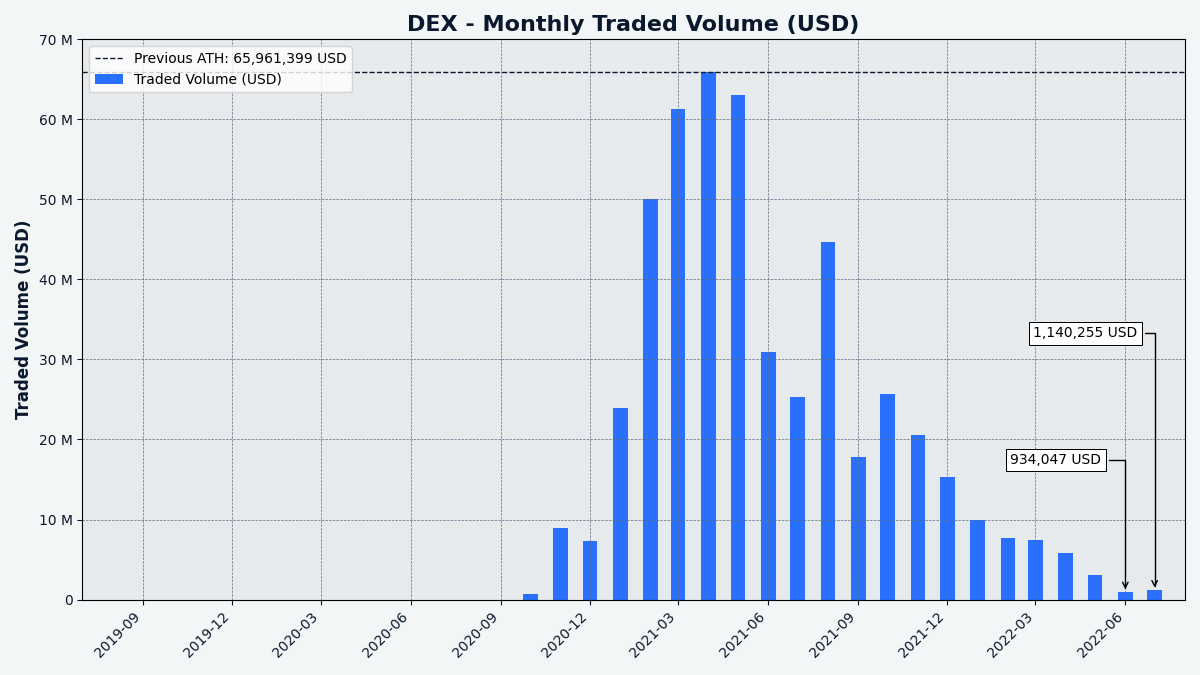 DEX - Monthly Traded Volume (USD)
Traded Volume (USD)
70 M
60 M
50 M
40 M
30 M
20 M
10 M
0
Previous ATH: 65,961,399 USD
Traded Volume (USD)
1,140,255 USD
934,047 USD
2019-09
2019-12
2020-03
2020-06
2020-09
2020-12
2021-03
2021-06
2021-09
2021-12
2022-03
2022-06